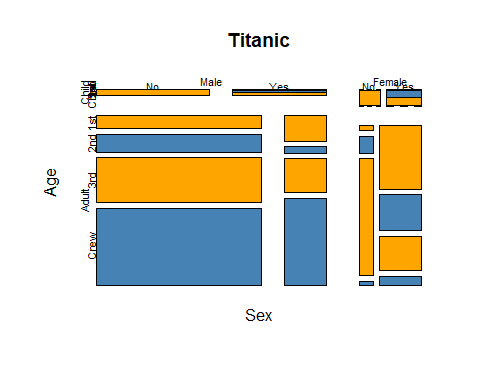 Titanic
Male
Female
No
Yes
No
Yes
Child
Age
Adult
1st
2nd
3rd
Crew
Sex